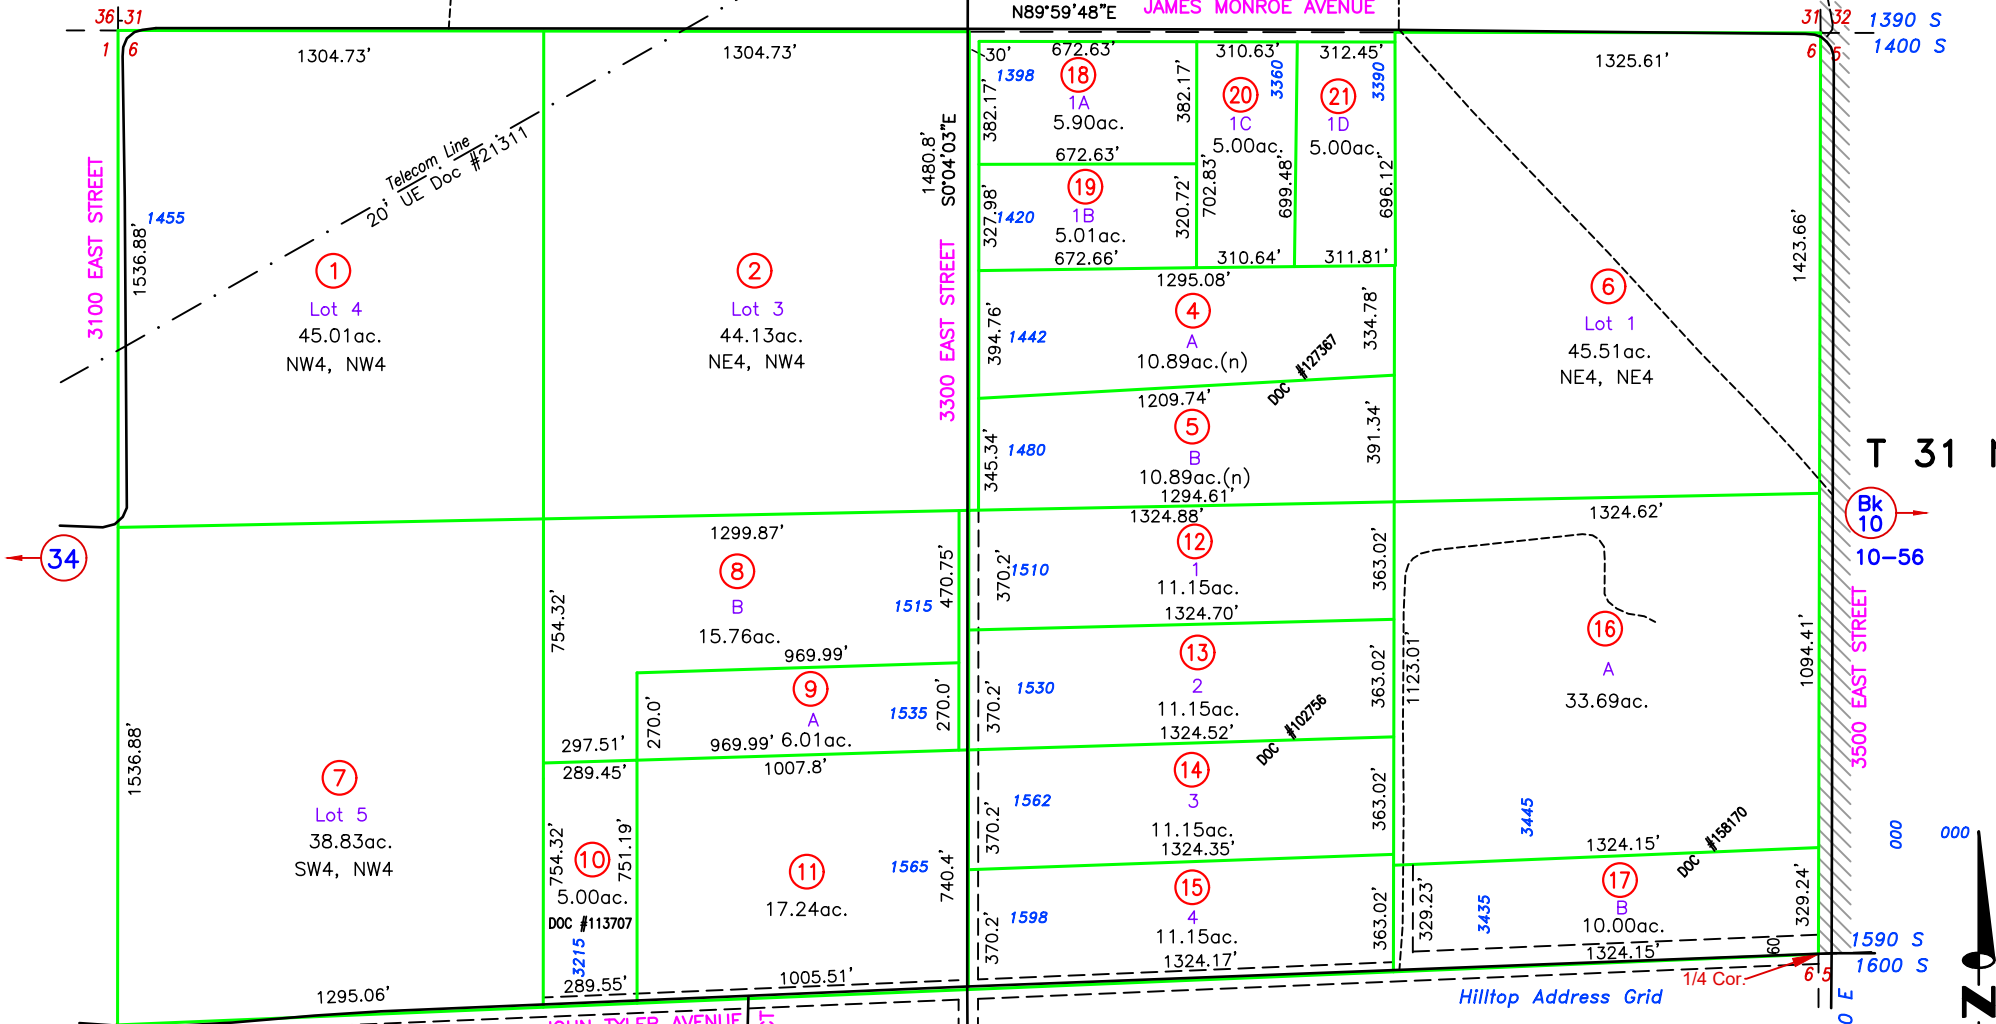 36 31
1 6
N89°59'48"E
JAMES MONROE AVENUE
31 32
6 5
1390 S
1400 S
1304.73'
1304.73'
30'
672.63'
310.63'
312.45'
1325.61'
1398
18
1A
5.90ac.
382.17'
382.17'
672.63'
20
1C
5.00ac.
3360
21
1D
5.00ac.
3390
1480.8'
S0°04'03"E
Telecom Line
20' UE Doc #21311
3100 EAST STREET
1455
1536.88'
19
1B
5.01ac.
1420
327.98'
320.72'
702.83'
699.48'
696.12'
672.66'
310.64'
311.81'
1423.66'
1
Lot 4
45.01ac.
NW4, NW4
2
Lot 3
44.13ac.
NE4, NW4
3300 EAST STREET
1295.08'
4
A
10.89ac.(n)
1442
394.76'
334.78'
DOC #127367
6
Lot 1
45.51ac.
NE4, NE4
1209.74'
5
B
10.89ac.(n)
1480
345.34'
391.34'
1294.61'
T 31
Bk
10
10-56
34
1299.87'
8
B
15.76ac.
1515
470.75'
754.32'
969.99'
1324.88'
12
1
11.15ac.
1510
370.2'
363.02'
1324.70'
1324.62'
16
A
33.69ac.
1123.01'
1094.41'
3500 EAST STREET
9
A
6.01ac.
1535
270.0'
270.0'
297.51'
969.99'
13
2
11.15ac.
1530
370.2'
363.02'
1324.52'
DOC #102756
1536.88'
7
Lot 5
38.83ac.
SW4, NW4
289.45'
1007.8'
14
3
11.15ac.
1562
370.2'
363.02'
1324.35'
3445
1324.15'
DOC #158170
000
000
754.32'
751.19'
10
5.00ac.
DOC #113707
3215
289.55'
11
17.24ac.
1565
740.4'
1005.51'
15
4
11.15ac.
1598
370.2'
363.02'
1324.17'
17
B
10.00ac.
3435
329.23'
329.24'
60
1324.15'
1590 S
1600 S
6 5
1/4 Cor.
Hilltop Address Grid
1295.06'
JOHN TYLER AVENUE
0 E
N